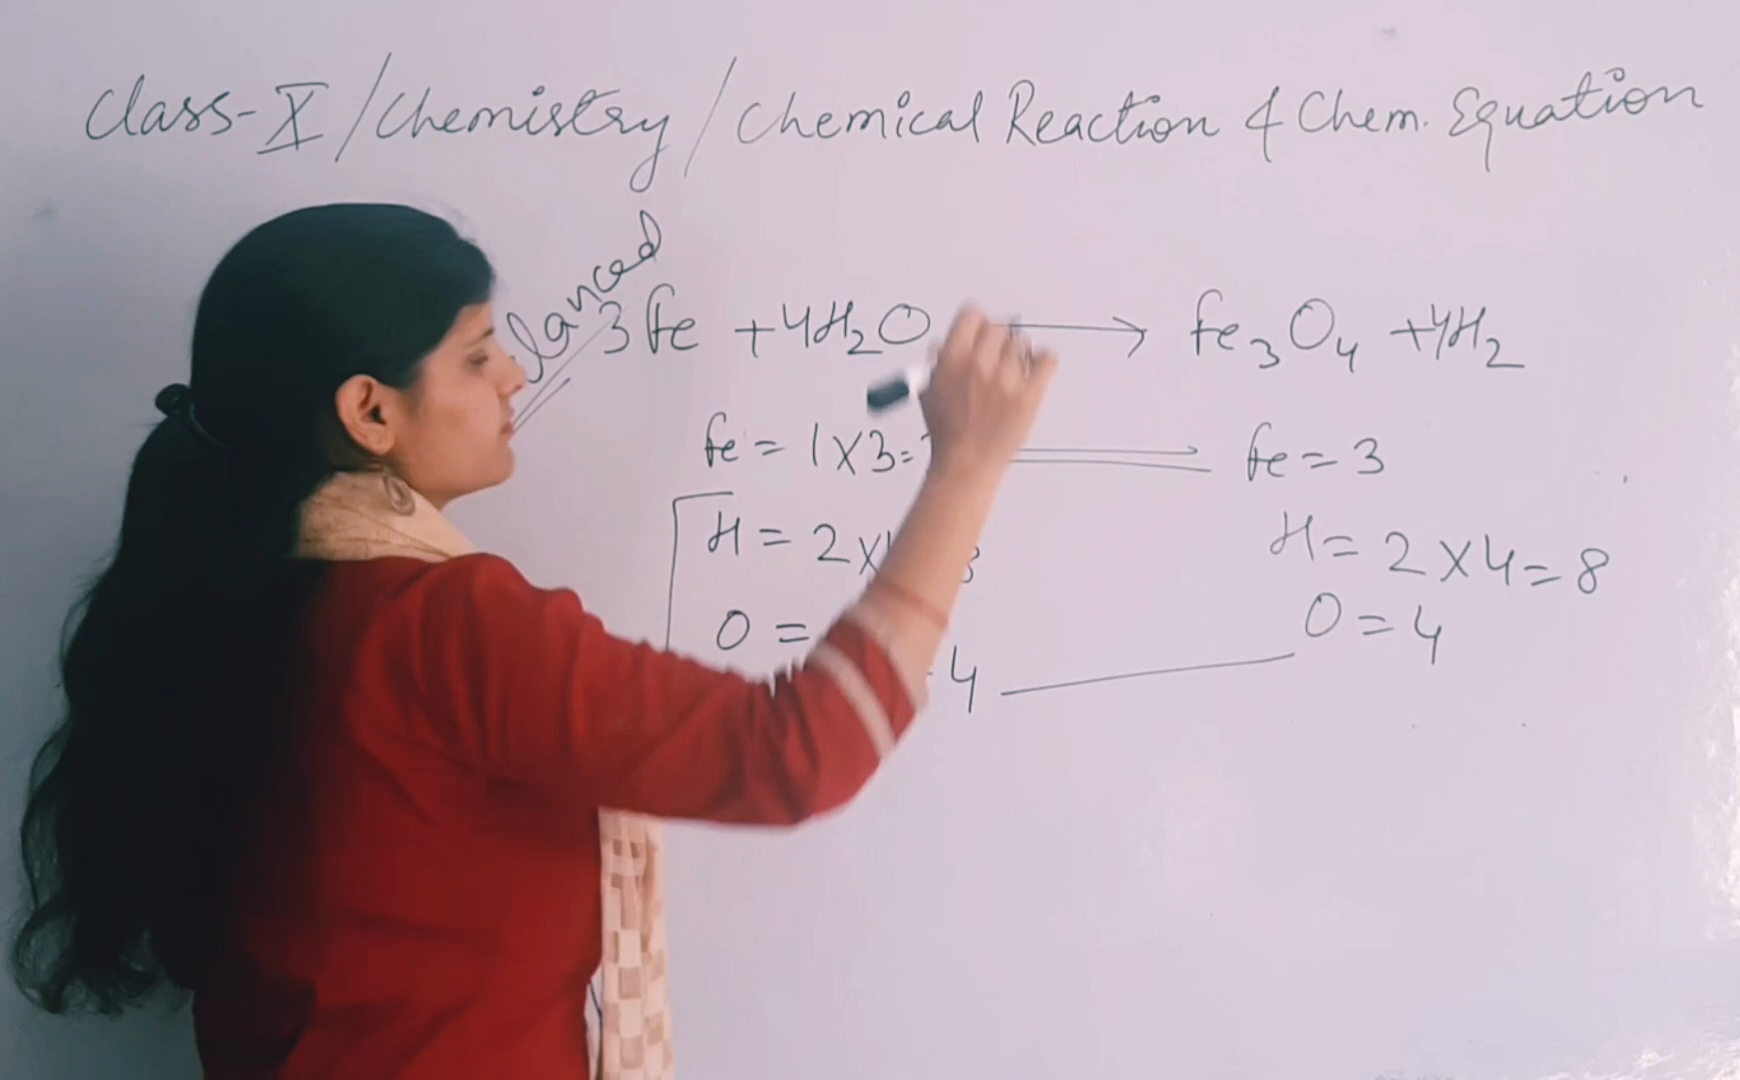 Class-X / Chemistry / Chemical Reaction & Chem. Equation
3Fe + 4H₂O → Fe₃O₄ + 4H₂
Fe = 1 X 3 = Fe = 3
H = 2 X H = 2 X 4 = 8
O = O = 4
4